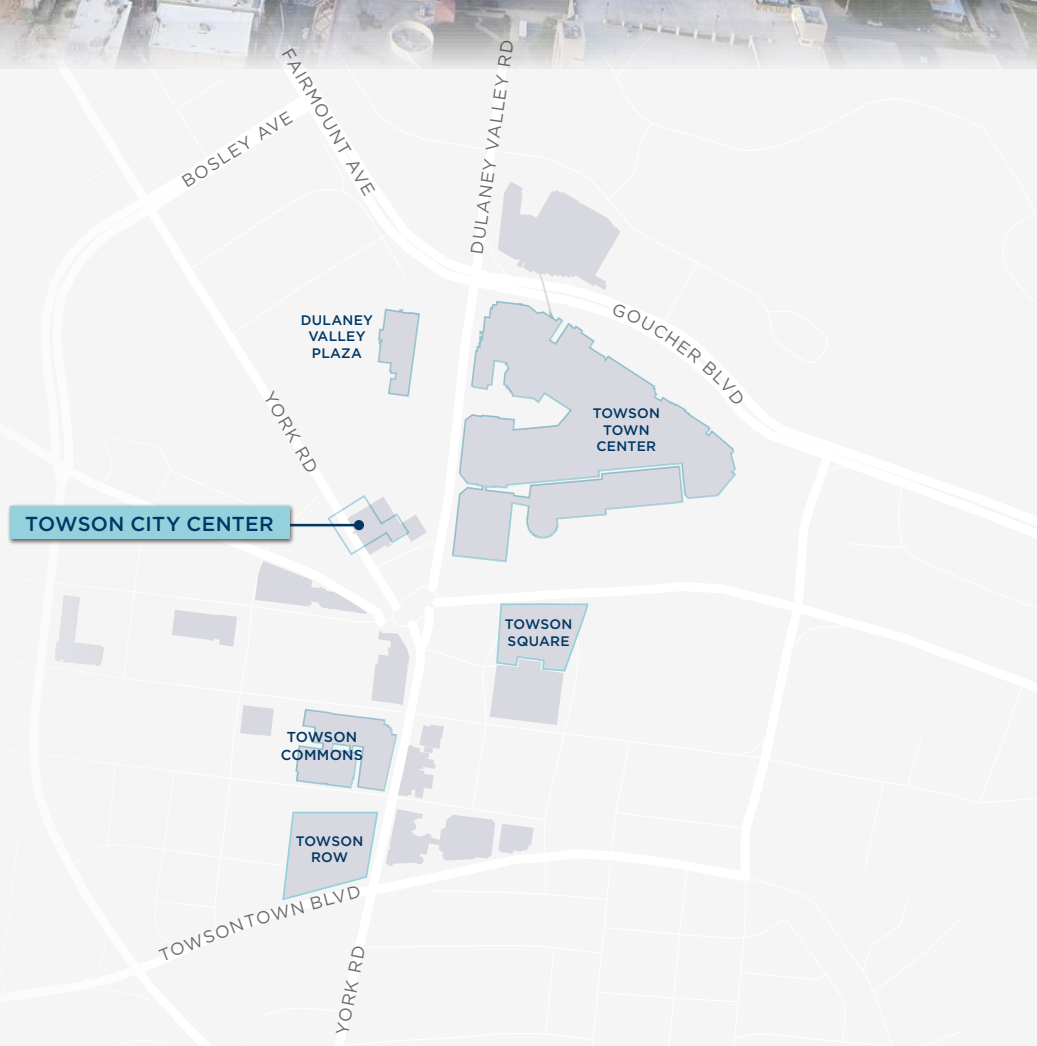 FAIRMOUNT AVE
DULANEY VALLEY RD
BOSLEY AVE
GOUCHER BLVD
DULANEY
VALLEY
PLAZA
YORK RD
TOWSON
TOWN
CENTER
TOWSON CITY CENTER
TOWSON
SQUARE
TOWSON
COMMONS
TOWSON
ROW
TOWSONTOWN BLVD
YORK RD